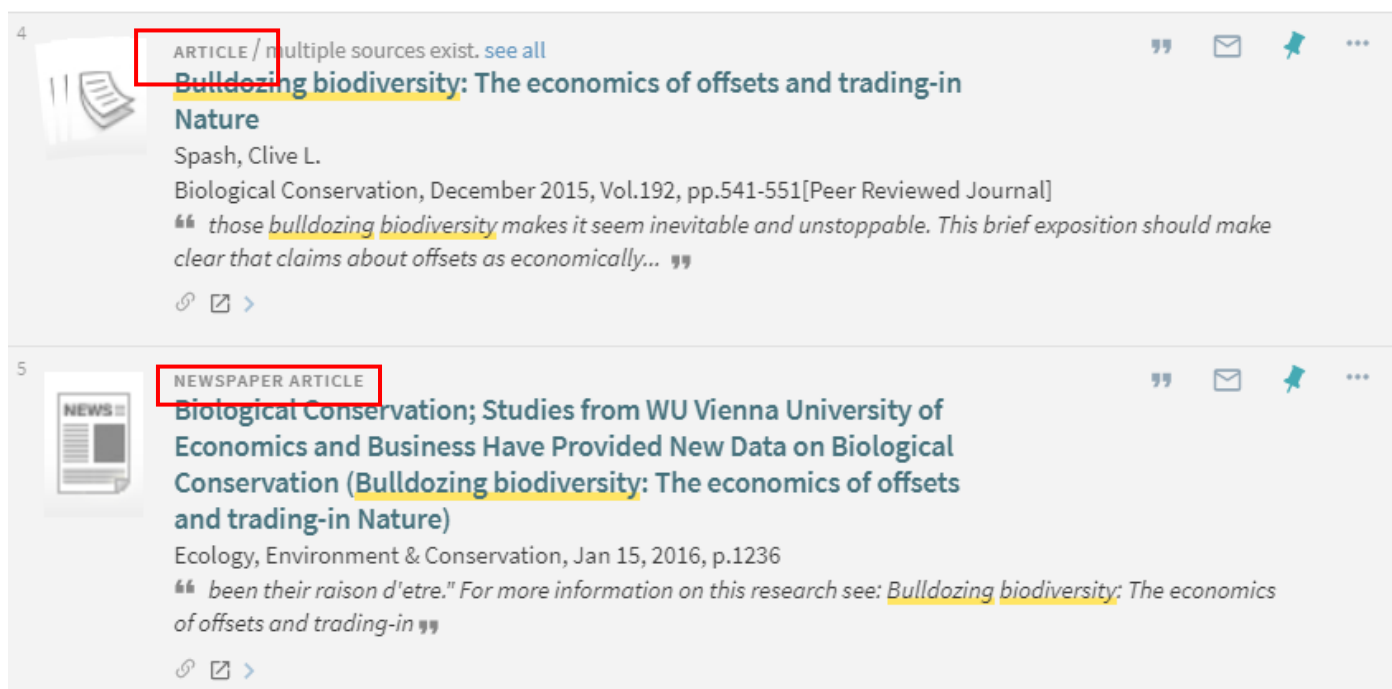 4
ARTICLE / multiple sources exist. see all
Bulldozing biodiversity: The economics of offsets and trading-in
Nature
Spash, Clive L.
Biological Conservation, December 2015, Vol.192, pp.541-551[Peer Reviewed Journal]
❝ those bulldozing biodiversity makes it seem inevitable and unstoppable. This brief exposition should make
clear that claims about offsets as economically... ❞
5
NEWSPAPER ARTICLE
NEWS
Biological Conservation; Studies from WU Vienna University of
Economics and Business Have Provided New Data on Biological
Conservation (Bulldozing biodiversity: The economics of offsets
and trading-in Nature)
Ecology, Environment & Conservation, Jan 15, 2016, p.1236
❝ been their raison d'etre." For more information on this research see: Bulldozing biodiversity: The economics
of offsets and trading-in ❞